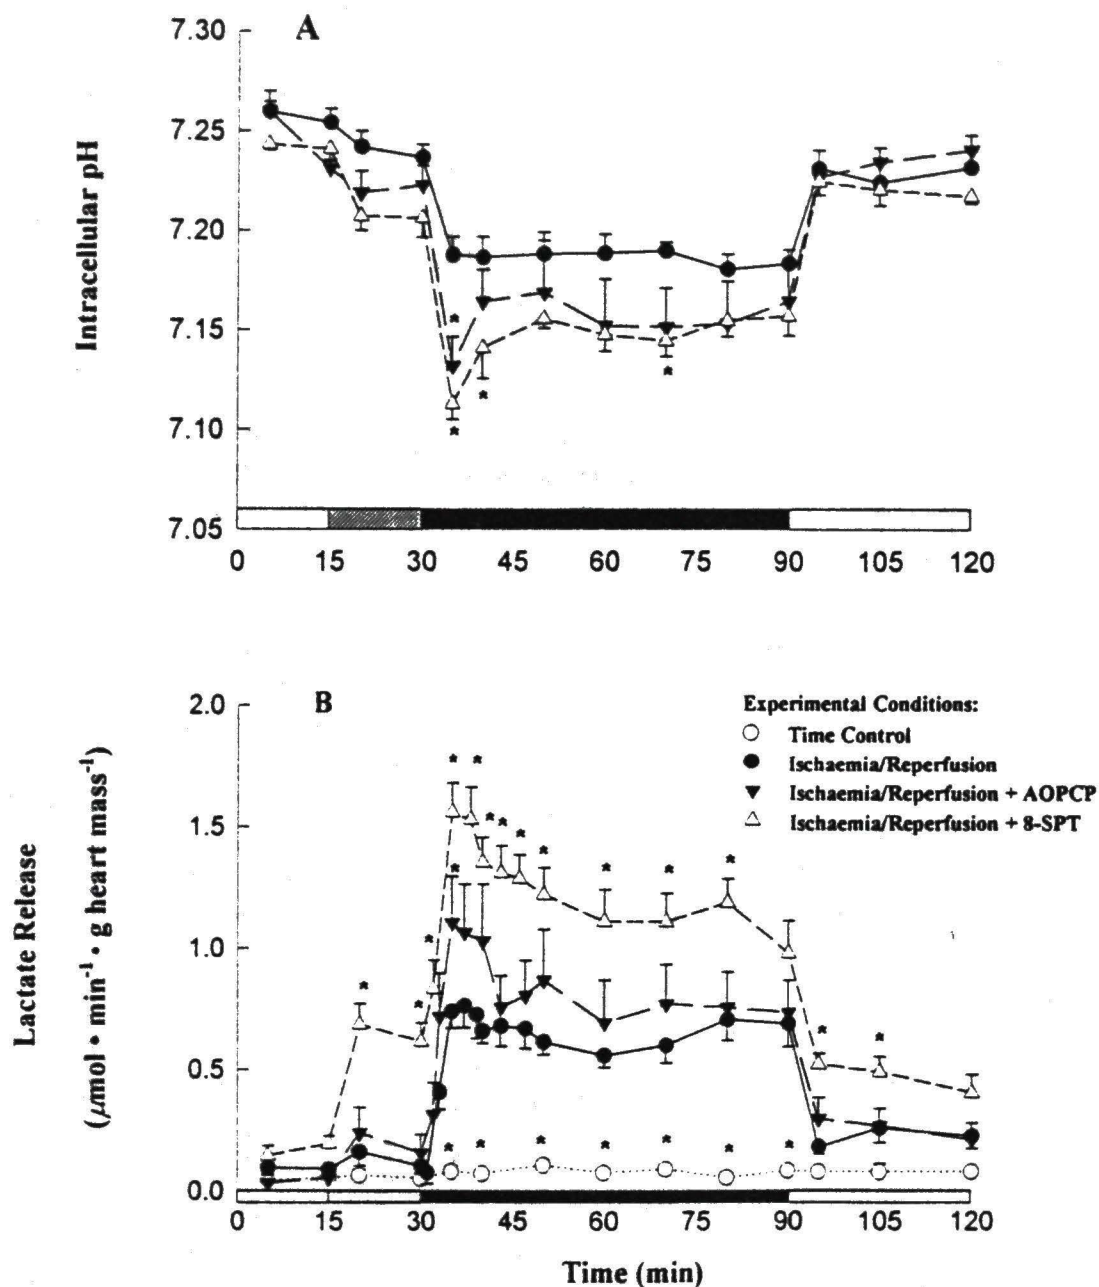 A
7.30
7.25
7.20
7.15
7.10
7.05
Intracellular pH
* * * *
0 15 30 45 60 75 90 105 120
B
2.0
1.5
1.0
0.5
0.0
Lactate Release
(μmol • min⁻¹ • g heart mass⁻¹)
Experimental Conditions:
Time Control
Ischaemia/Reperfusion
Ischaemia/Reperfusion + AOPCP
Ischaemia/Reperfusion + 8-SPT
0 15 30 45 60 75 90 105 120
Time (min)